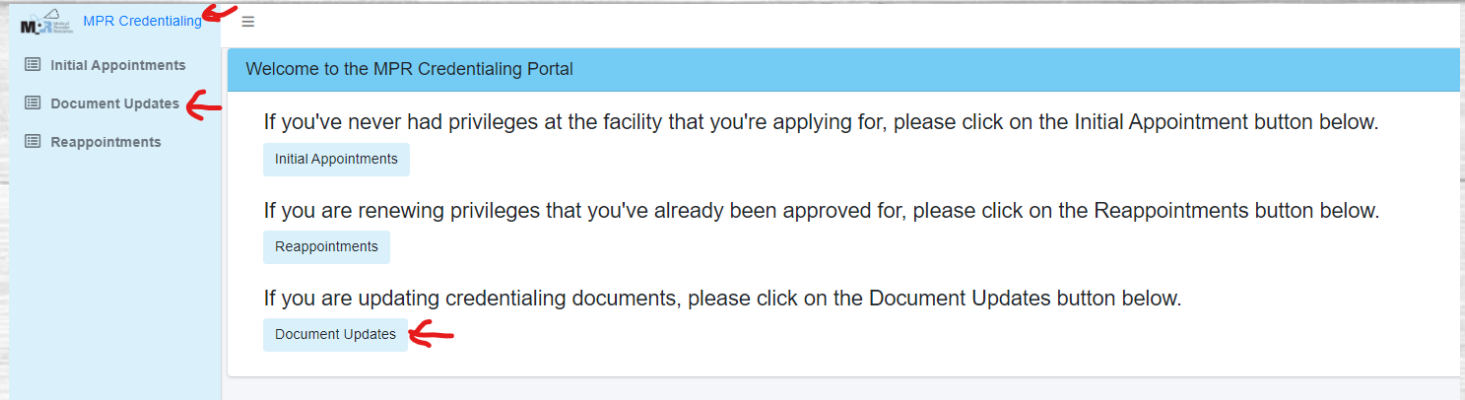 MPR MPR Credentialing
Initial Appointments
Document Updates
Reappointments
Welcome to the MPR Credentialing Portal
If you've never had privileges at the facility that you're applying for, please click on the Initial Appointment button below.
Initial Appointments
If you are renewing privileges that you've already been approved for, please click on the Reappointments button below.
Reappointments
If you are updating credentialing documents, please click on the Document Updates button below.
Document Updates